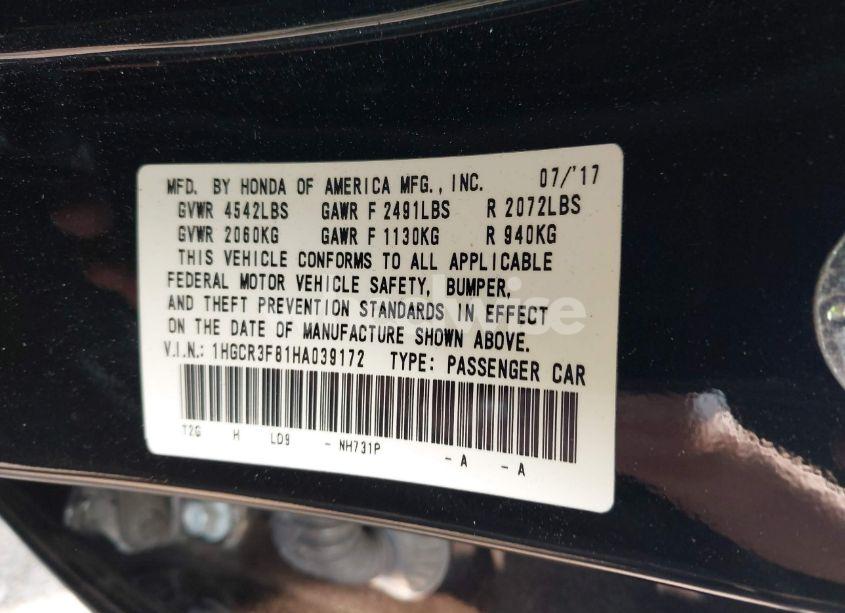 MFD. BY HONDA OF AMERICA MFG., INC. 07/'17
GVWR 4542LBS GAWR F 2491LBS R 2072LBS
GVWR 2060KG GAWR F 1130KG R 940KG
THIS VEHICLE CONFORMS TO ALL APPLICABLE
FEDERAL MOTOR VEHICLE SAFETY, BUMPER,
AND THEFT PREVENTION STANDARDS IN EFFECT
ON THE DATE OF MANUFACTURE SHOWN ABOVE.
V.I.N.: 1HGCR3F81HA039172 TYPE: PASSENGER CAR
T2G H LD9 - NH731P - A - A